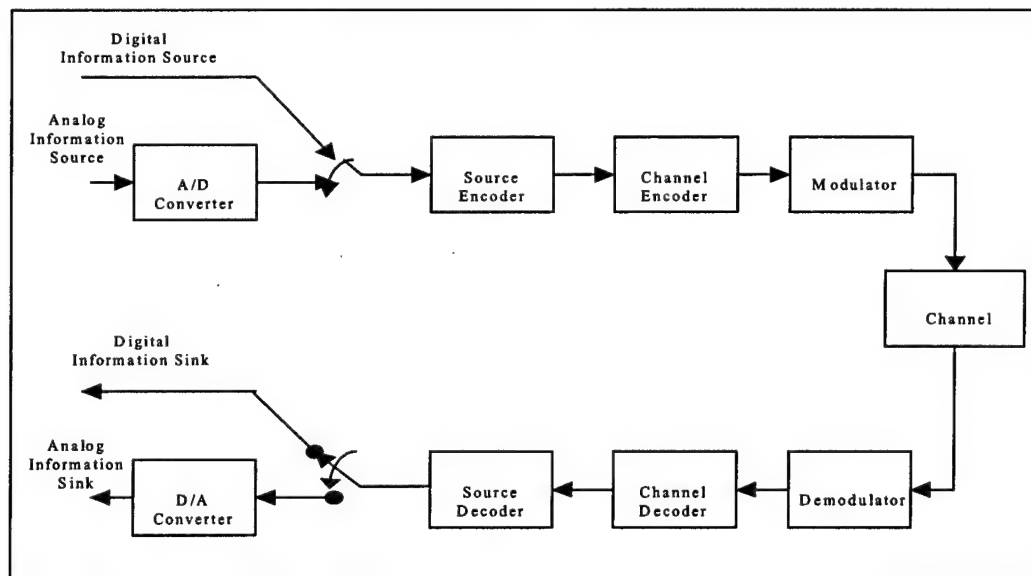 Digital
Information Source
Analog
Information
Source
A/D
Converter
Source
Encoder
Channel
Encoder
Modulator
Channel
Digital
Information Sink
Analog
Information
Sink
D/A
Converter
Source
Decoder
Channel
Decoder
Demodulator